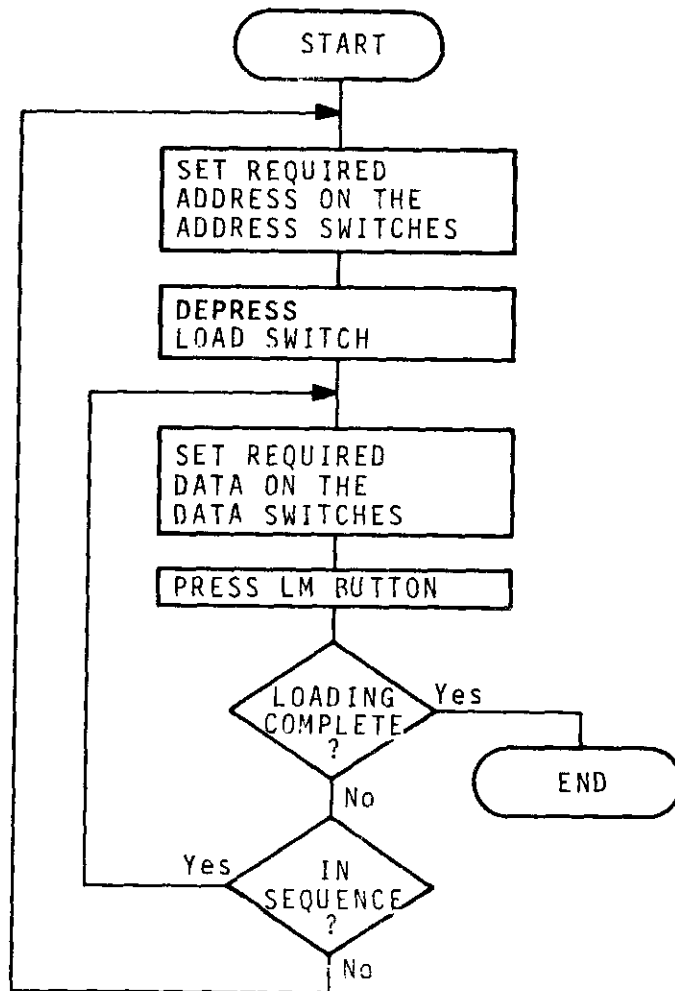 START
SET REQUIRED
ADDRESS ON THE
ADDRESS SWITCHES
DEPRESS
LOAD SWITCH
SET REQUIRED
DATA ON THE
DATA SWITCHES
PRESS LM BUTTON
LOADING
COMPLETE
?
Yes
END
No
Yes
IN
SEQUENCE
?
No